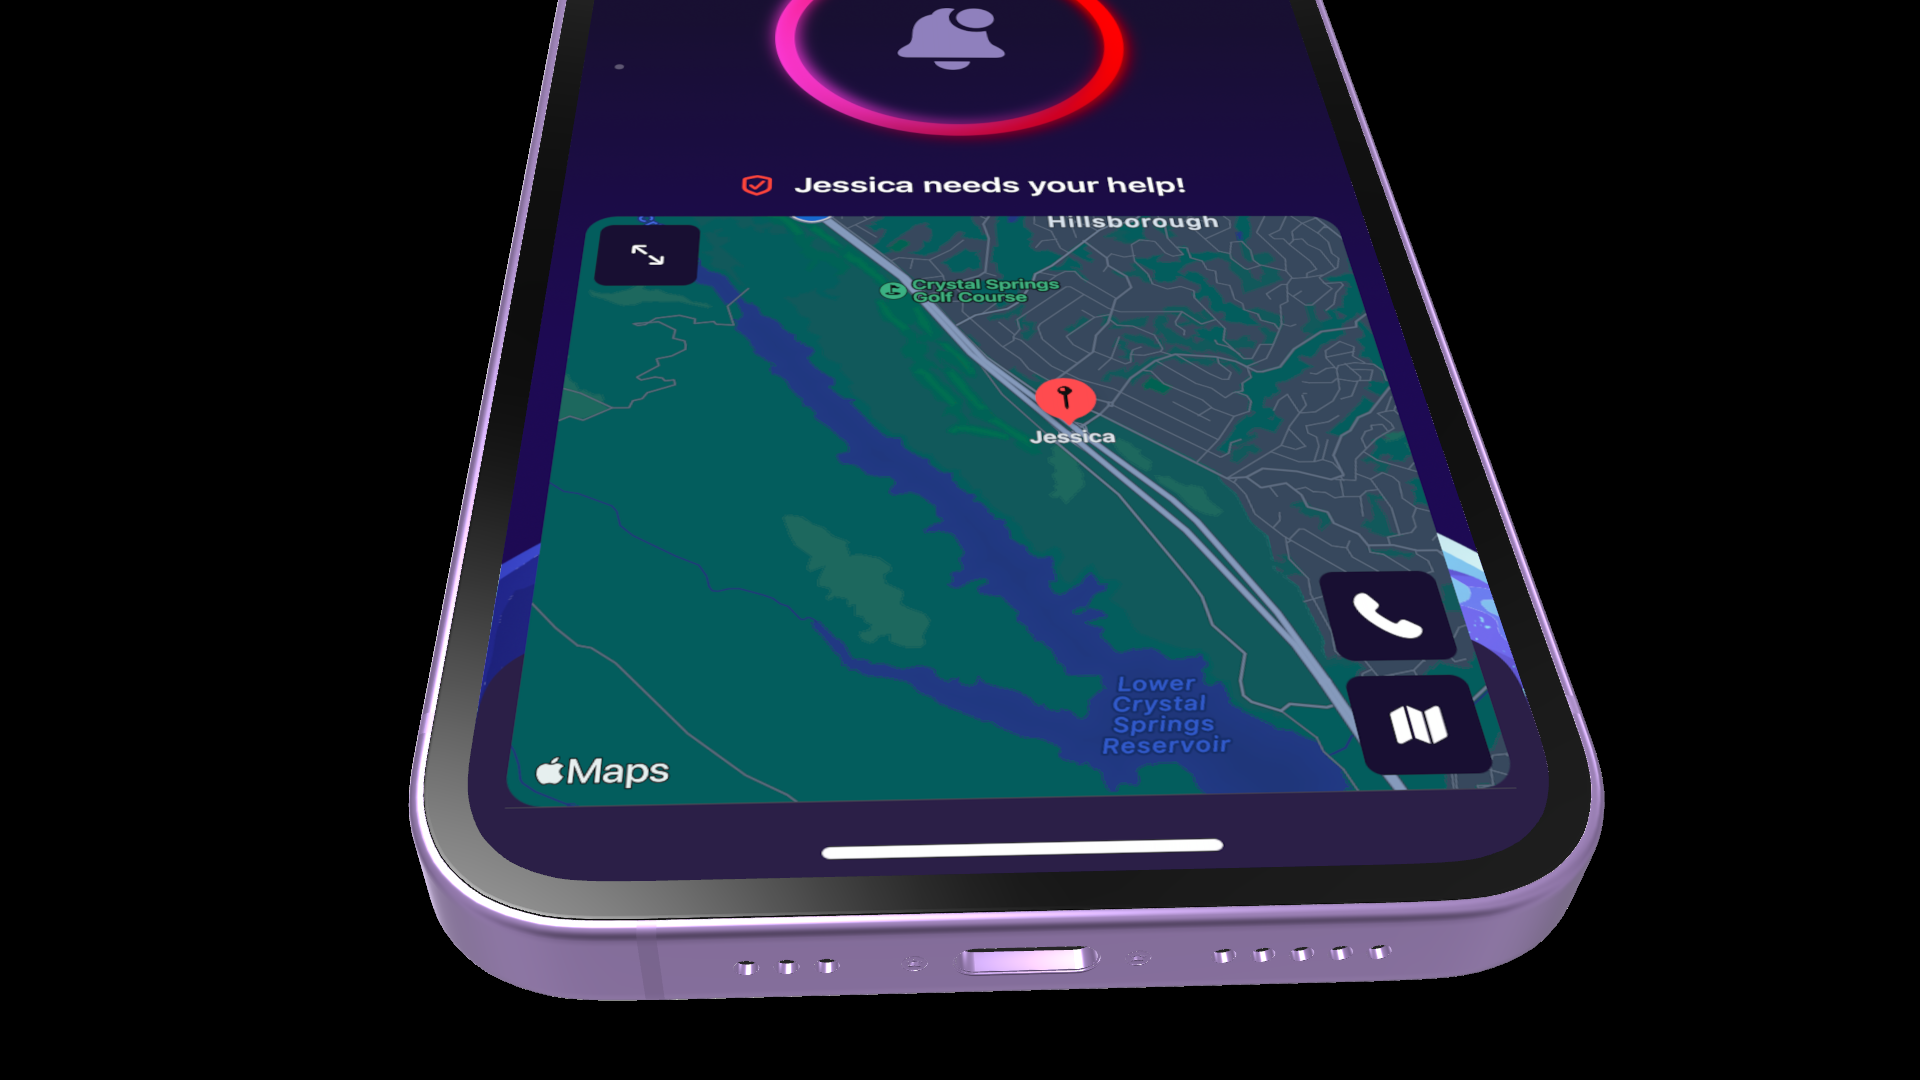 Jessica needs your help!
Hillsborough
Crystal Springs
Golf Course
Jessica
Lower
Crystal
Springs
Reservoir
Maps